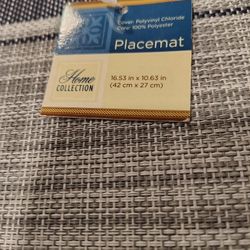 Cover: Polyvinyl Chloride
Core: 100% Polyester
Placemat
Home
COLLECTION
16.53 in x 10.63 in
(42 cm x 27 cm)